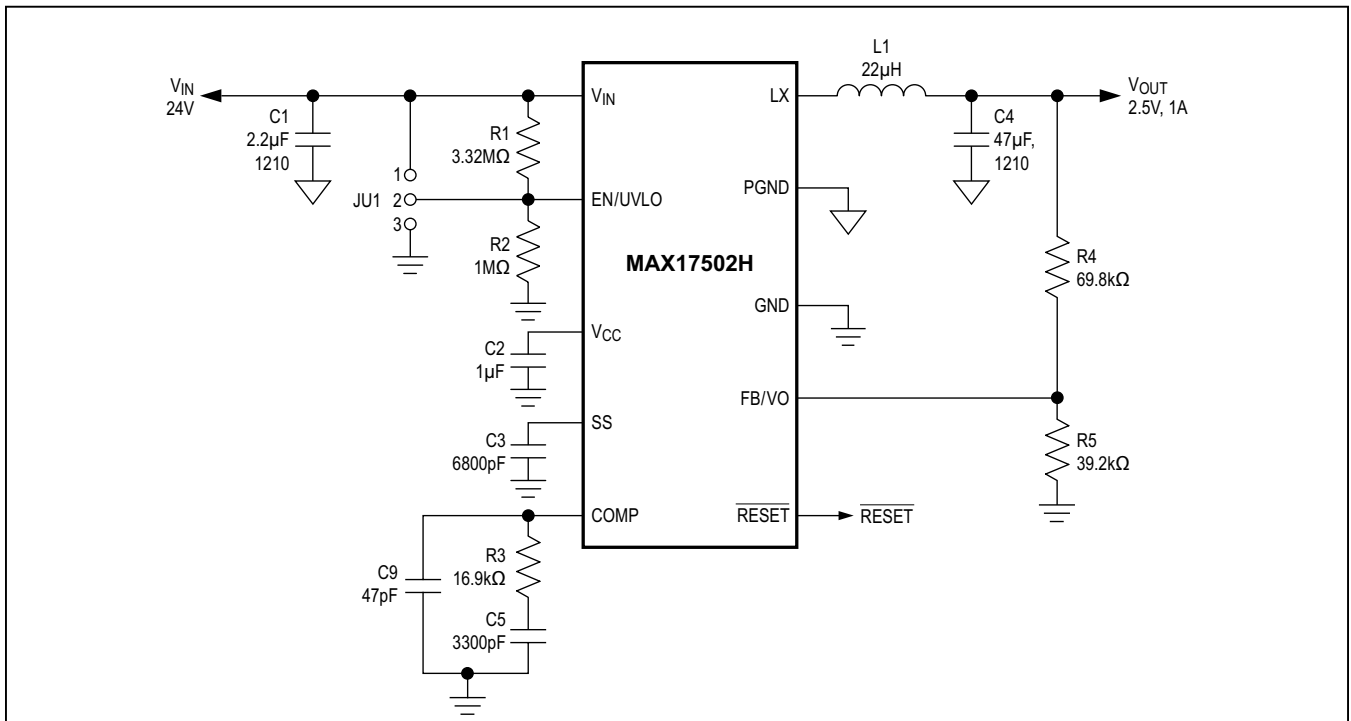 VIN
24V
C1
2.2µF
1210
JU1
1
2
3
R1
3.32MΩ
R2
1MΩ
C2
1µF
C3
6800pF
C9
47pF
R3
16.9kΩ
C5
3300pF
VIN
EN/UVLO
VCC
SS
COMP
MAX17502H
LX
PGND
GND
FB/VO
RESET
RESET
L1
22µH
C4
47µF,
1210
VOUT
2.5V, 1A
R4
69.8kΩ
R5
39.2kΩ